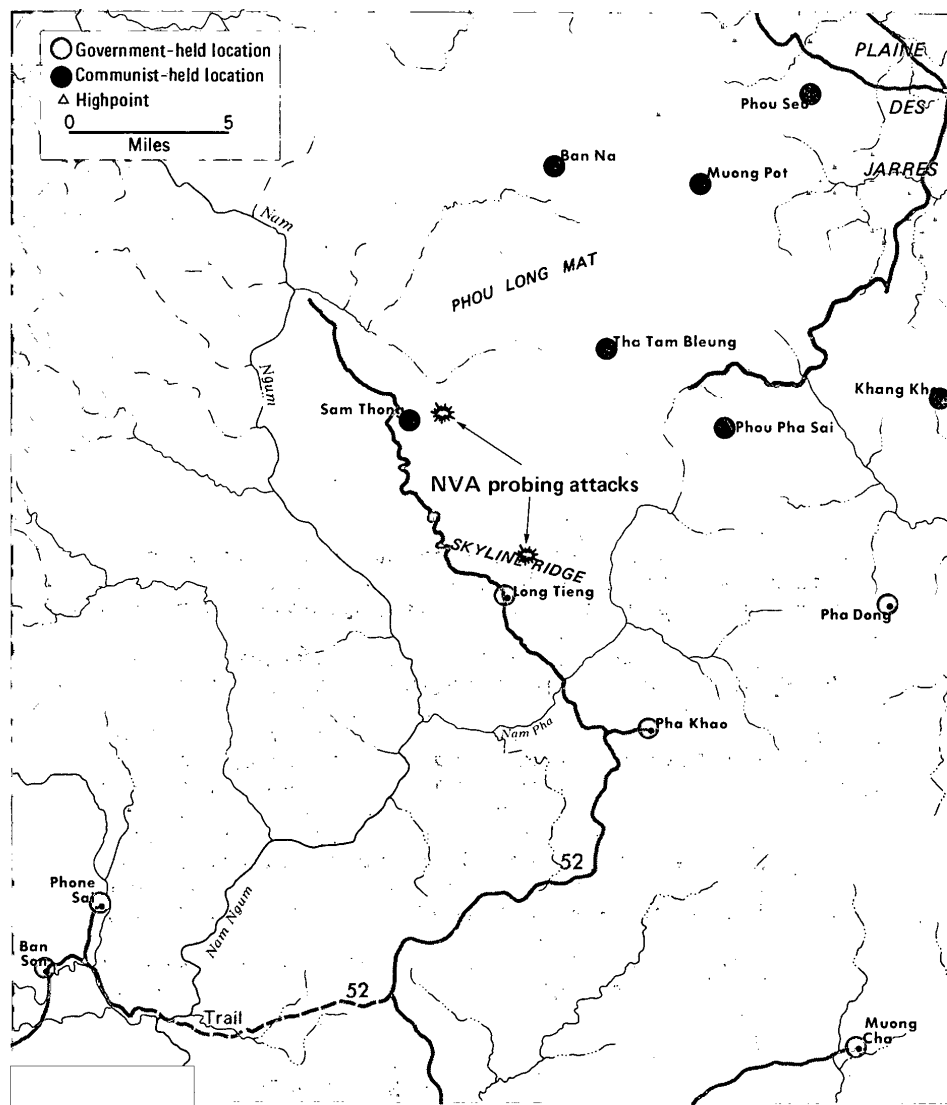 Government-held location
Communist-held location
Highpoint
0 5
Miles
PLAINE
DES
JARRES
Phou Seu
Ban Na
Muong Pot
Nam
PHOU LONG MAT
Tha Tam Bleung
Ngum
Khang Kho
Sam Thong
Phou Pha Sai
NVA probing attacks
SKYLINE RIDGE
Long Tieng
Pha Dong
Pha Khao
Nam Pha
52
Phone
Sai
Nam Ngum
Ban
Son
52
Trail
Muong
Cha